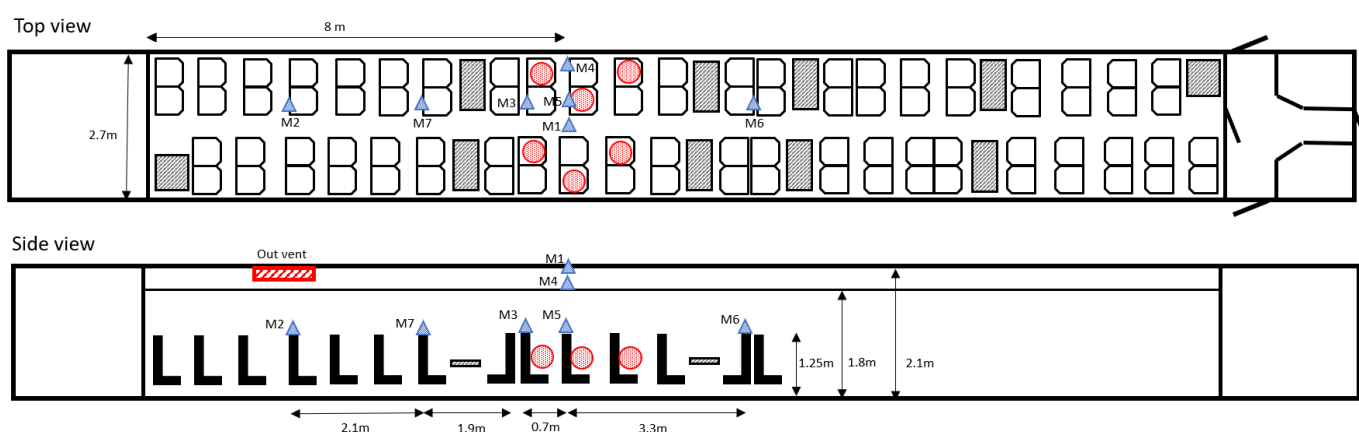 Top view
8 m
M4
M3
M5
M2
M7
M1
M6
2.7m
Side view
Out vent
M1
M4
M2
M7
M3
M5
M6
1.25m
1.8m
2.1m
2.1m
1.9m
0.7m
3.3m